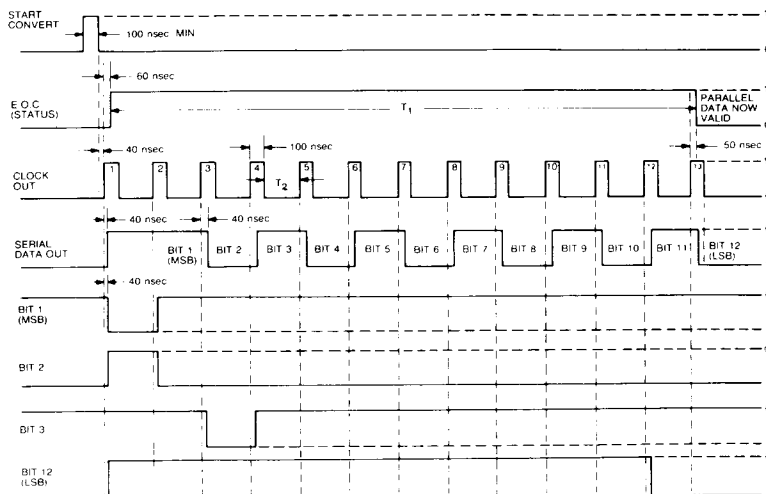 START
CONVERT
100 nsec MIN
60 nsec
E.O.C.
(STATUS)
T1
PARALLEL
DATA NOW
VALID
40 nsec
100 nsec
50 nsec
CLOCK
OUT
1 2 3 4 5 6 7 8 9 10 11 12 13
T2
40 nsec
40 nsec
SERIAL
DATA OUT
BIT 1
(MSB)
BIT 2
BIT 3
BIT 4
BIT 5
BIT 6
BIT 7
BIT 8
BIT 9
BIT 10
BIT 11
BIT 12
(LSB)
40 nsec
BIT 1
(MSB)
BIT 2
BIT 3
BIT 12
(LSB)